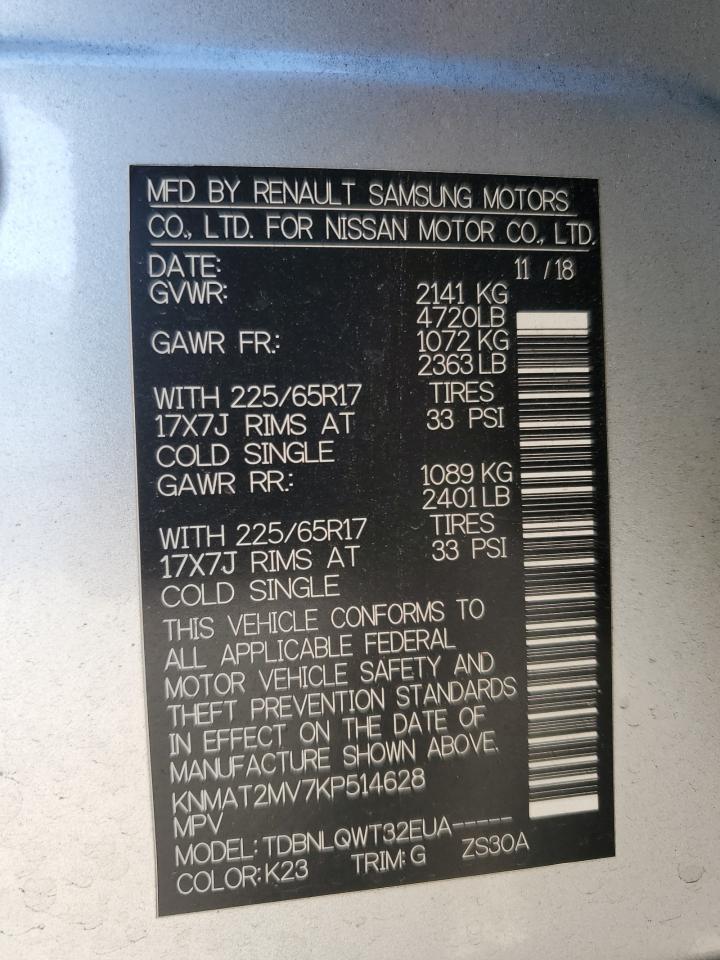 MFD BY RENAULT SAMSUNG MOTORS
CO., LTD. FOR NISSAN MOTOR CO., LTD.
DATE: 11 /18
GVWR: 2141 KG
4720LB
GAWR FR.: 1072 KG
2363 LB
WITH 225/65R17 TIRES
17X7J RIMS AT 33 PSI
COLD SINGLE
GAWR RR.: 1089 KG
2401 LB
WITH 225/65R17 TIRES
17X7J RIMS AT 33 PSI
COLD SINGLE
THIS VEHICLE CONFORMS TO
ALL APPLICABLE FEDERAL
MOTOR VEHICLE SAFETY AND
THEFT PREVENTION STANDARDS
IN EFFECT ON THE DATE OF
MANUFACTURE SHOWN ABOVE.
KNMAT2MV7KP514628
MPV
MODEL: TDBNLQWT32EUA-----
COLOR: K23 TRIM: G ZS30A